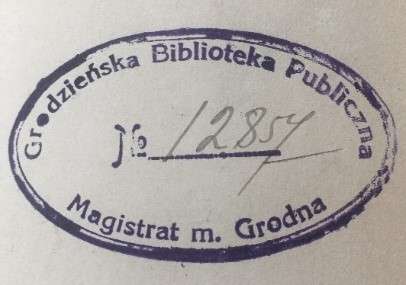 Grodzieńska Biblioteka Publiczna
№ 12854
Magistrat m. Grodna